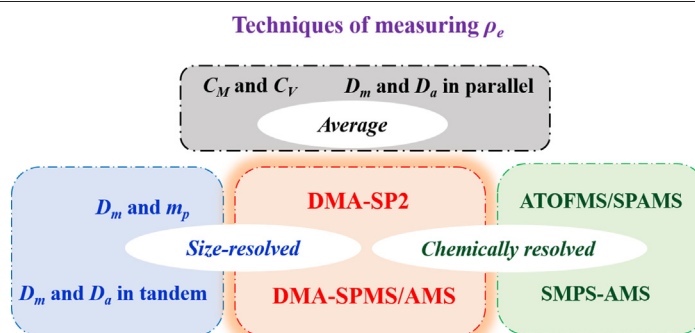 Techniques of measuring ρe
CM and CV Dm and Da in parallel
Average
Dm and mp DMA-SP2 ATOFMS/SPAMS
Size-resolved Chemically resolved
Dm and Da in tandem DMA-SPMS/AMS SMPS-AMS